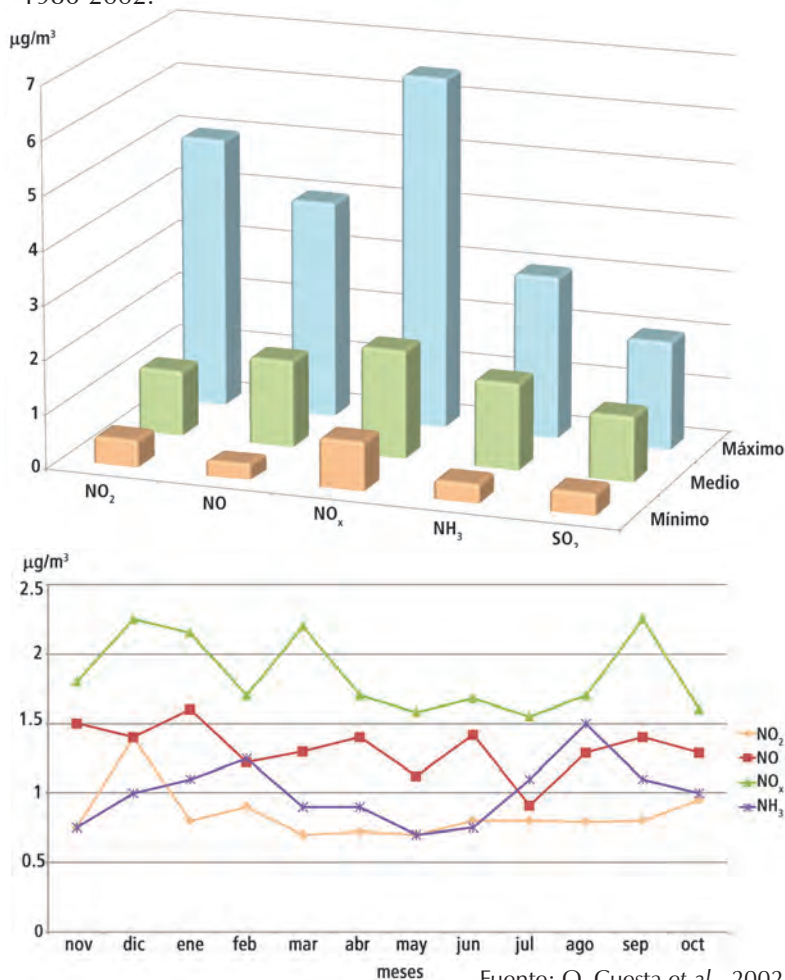 1986-2002.
µg/m³
7
6
5
4
3
2
1
0
NO₂
NO
NOₓ
NH₃
SO₂
Máximo
Medio
Mínimo
µg/m³
2.5
2
1.5
1
0.5
0
nov dic ene feb mar abr may jun jul ago sep oct
meses
NO₂
NO
NOₓ
NH₃
Fuente: O. Cuesta et al., 2002